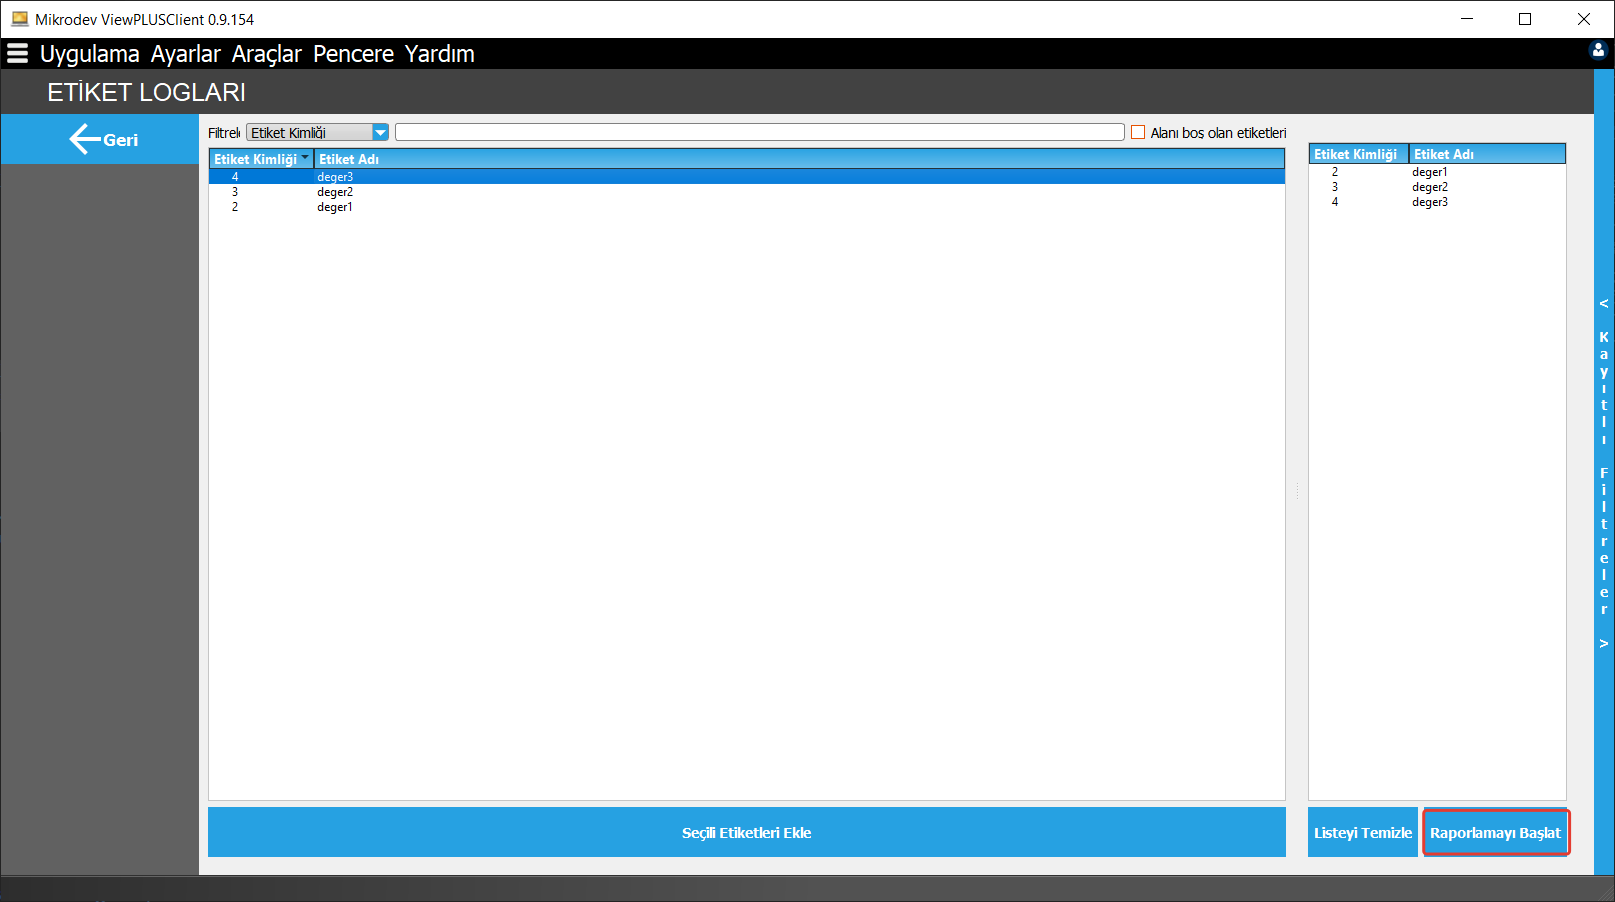 Mikrodev ViewPLUSClient 0.9.154
Uygulama Ayarlar Araçlar Pencere Yardım
ETİKET LOGLARI
Geri
Filtrele Etiket Kimliği Alanı boş olan etiketleri
Etiket Kimliği Etiket Adı
4 deger3
3 deger2
2 deger1
Etiket Kimliği Etiket Adı
2 deger1
3 deger2
4 deger3
< Kayıtlı Filtreler >
Seçili Etiketleri Ekle
Listeyi Temizle Raporlamayı Başlat